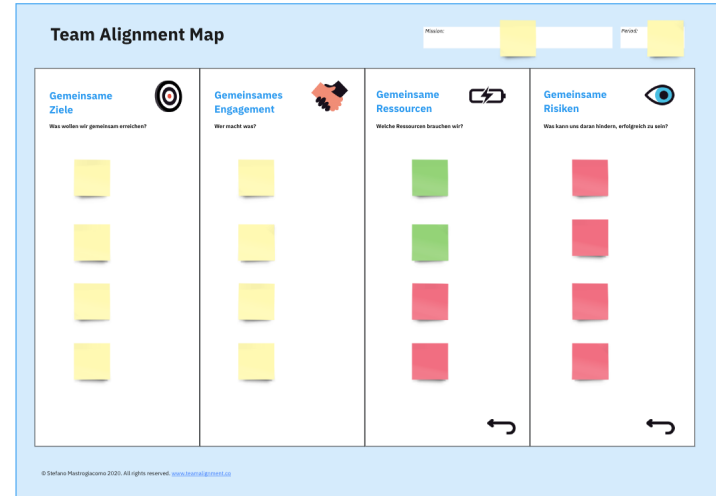 Team Alignment Map
Mission:
Period:
Gemeinsame
Ziele
Was wollen wir gemeinsam erreichen?
Gemeinsames
Engagement
Wer macht was?
Gemeinsame
Ressourcen
Welche Ressourcen brauchen wir?
Gemeinsame
Risiken
Was kann uns daran hindern, erfolgreich zu sein?
© Stefano Mastrogiacomo 2020. All rights reserved. www.teamalignment.co